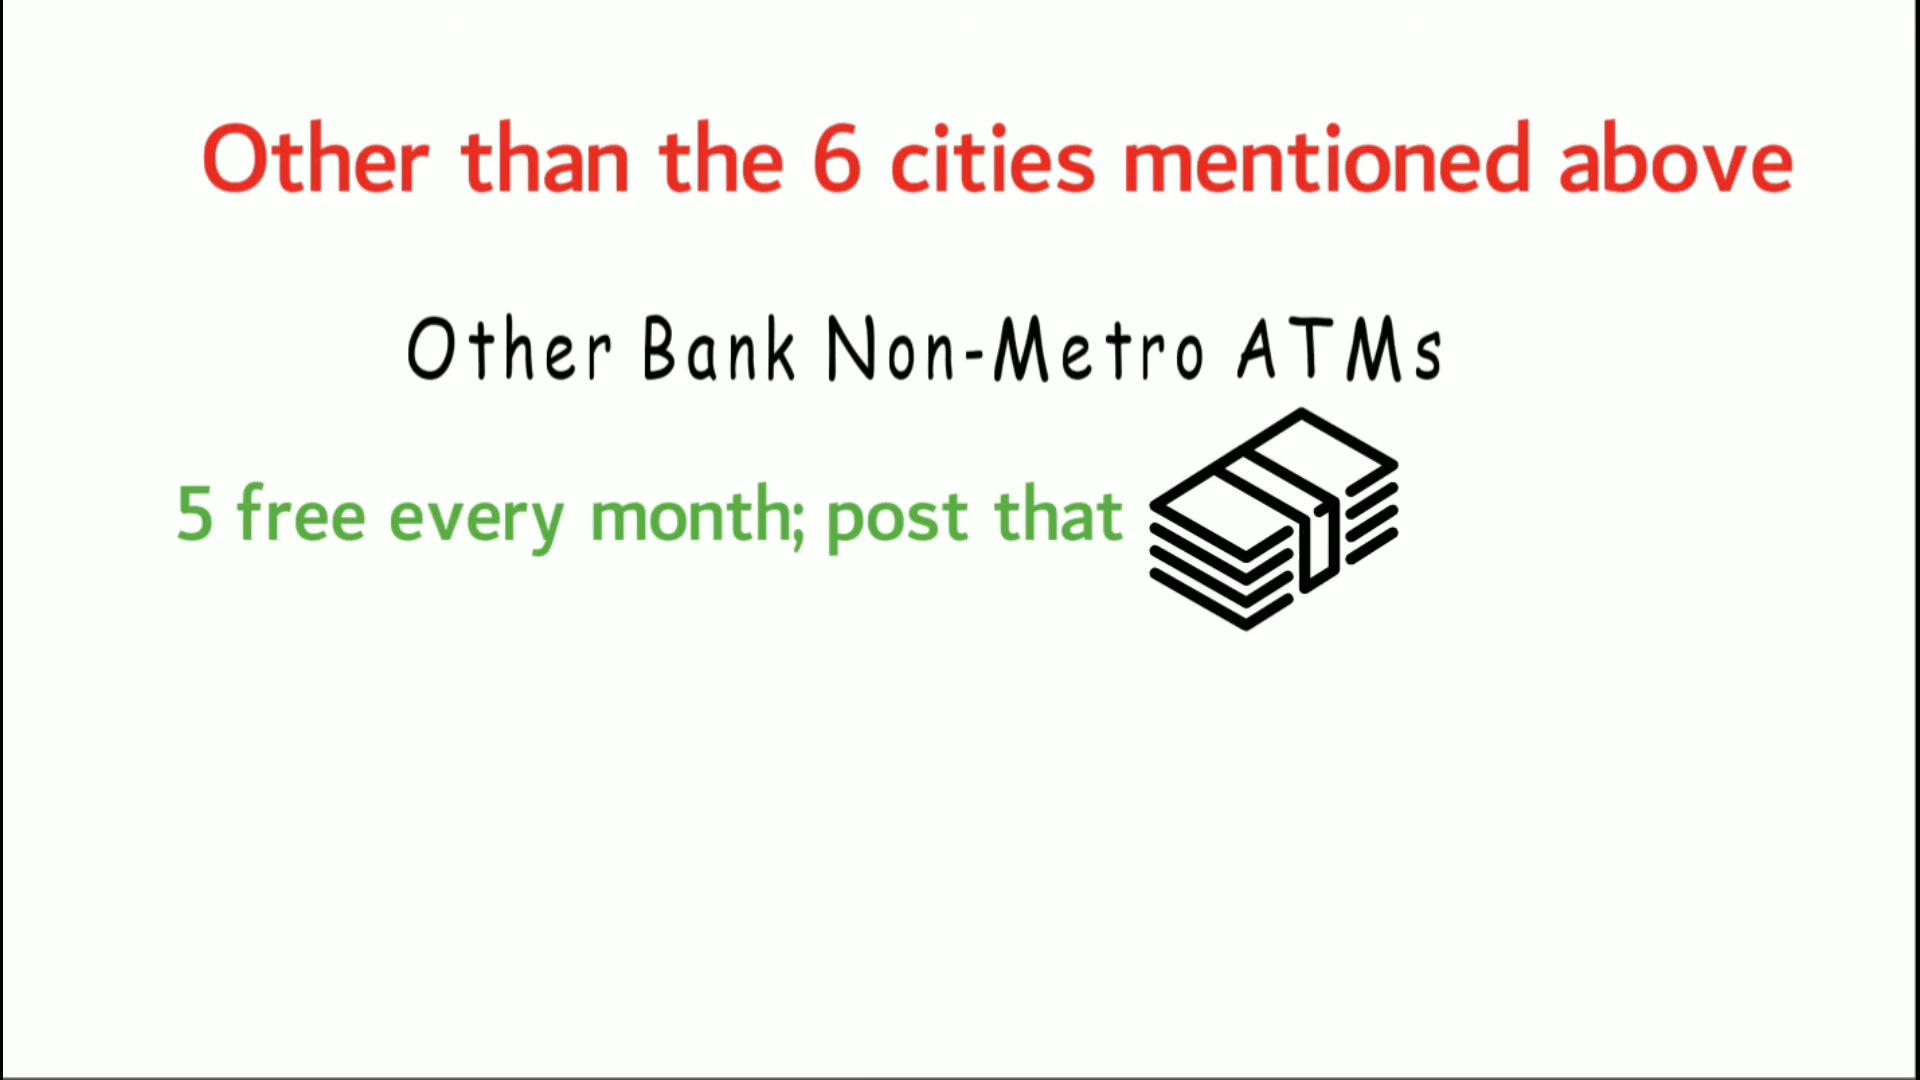 Other than the 6 cities mentioned above
Other Bank Non-Metro ATMs
5 free every month; post that